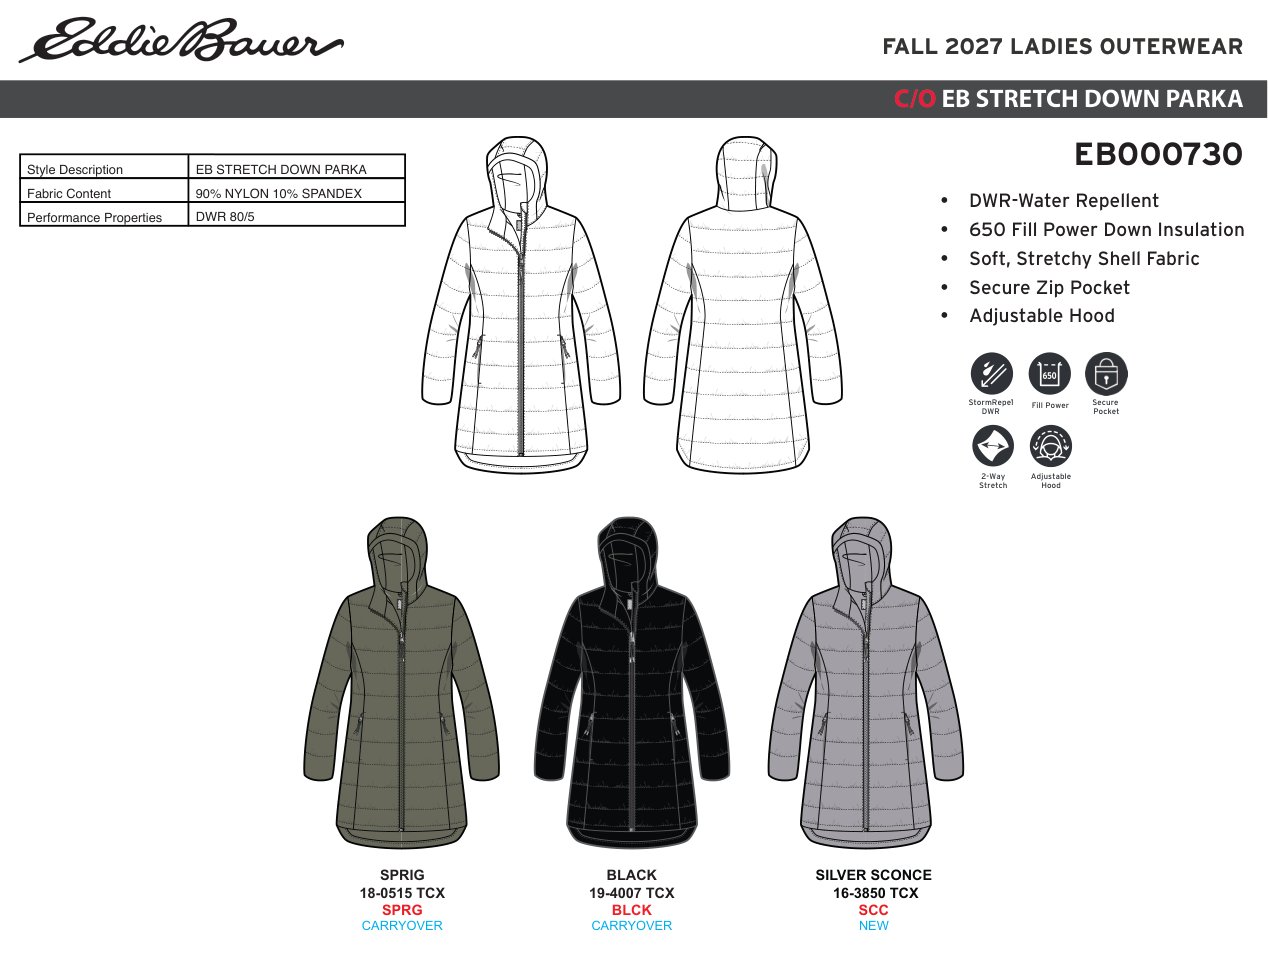 Eddie Bauer
FALL 2027 LADIES OUTERWEAR
C/O EB STRETCH DOWN PARKA
Style Description EB STRETCH DOWN PARKA
Fabric Content 90% NYLON 10% SPANDEX
Performance Properties DWR 80/5
EB000730
• DWR-Water Repellent
• 650 Fill Power Down Insulation
• Soft, Stretchy Shell Fabric
• Secure Zip Pocket
• Adjustable Hood
650
StormRepel
DWR
Fill Power
Secure
Pocket
2-Way
Stretch
Adjustable
Hood
SPRIG
18-0515 TCX
SPRG
CARRYOVER
BLACK
19-4007 TCX
BLCK
CARRYOVER
SILVER SCONCE
16-3850 TCX
SCC
NEW